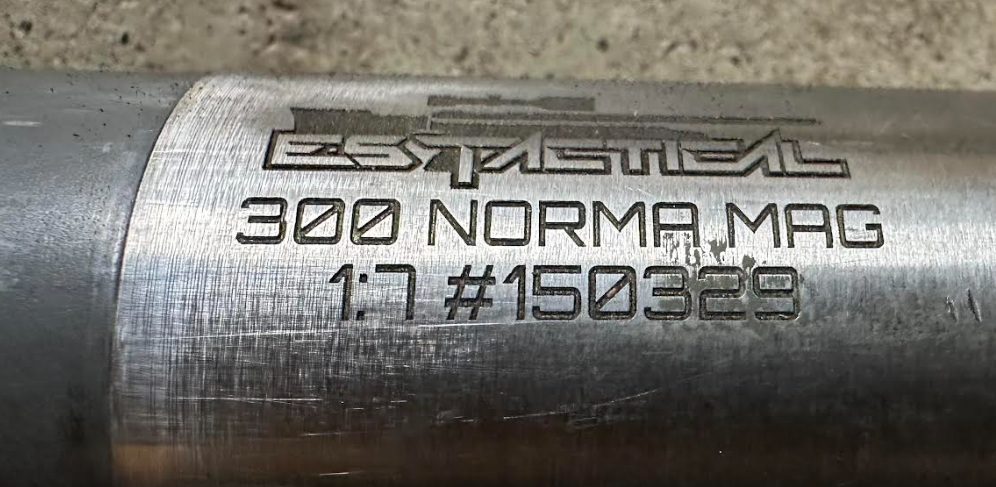 ESTACTICAL
300 NORMA MAG
1:7 #150329